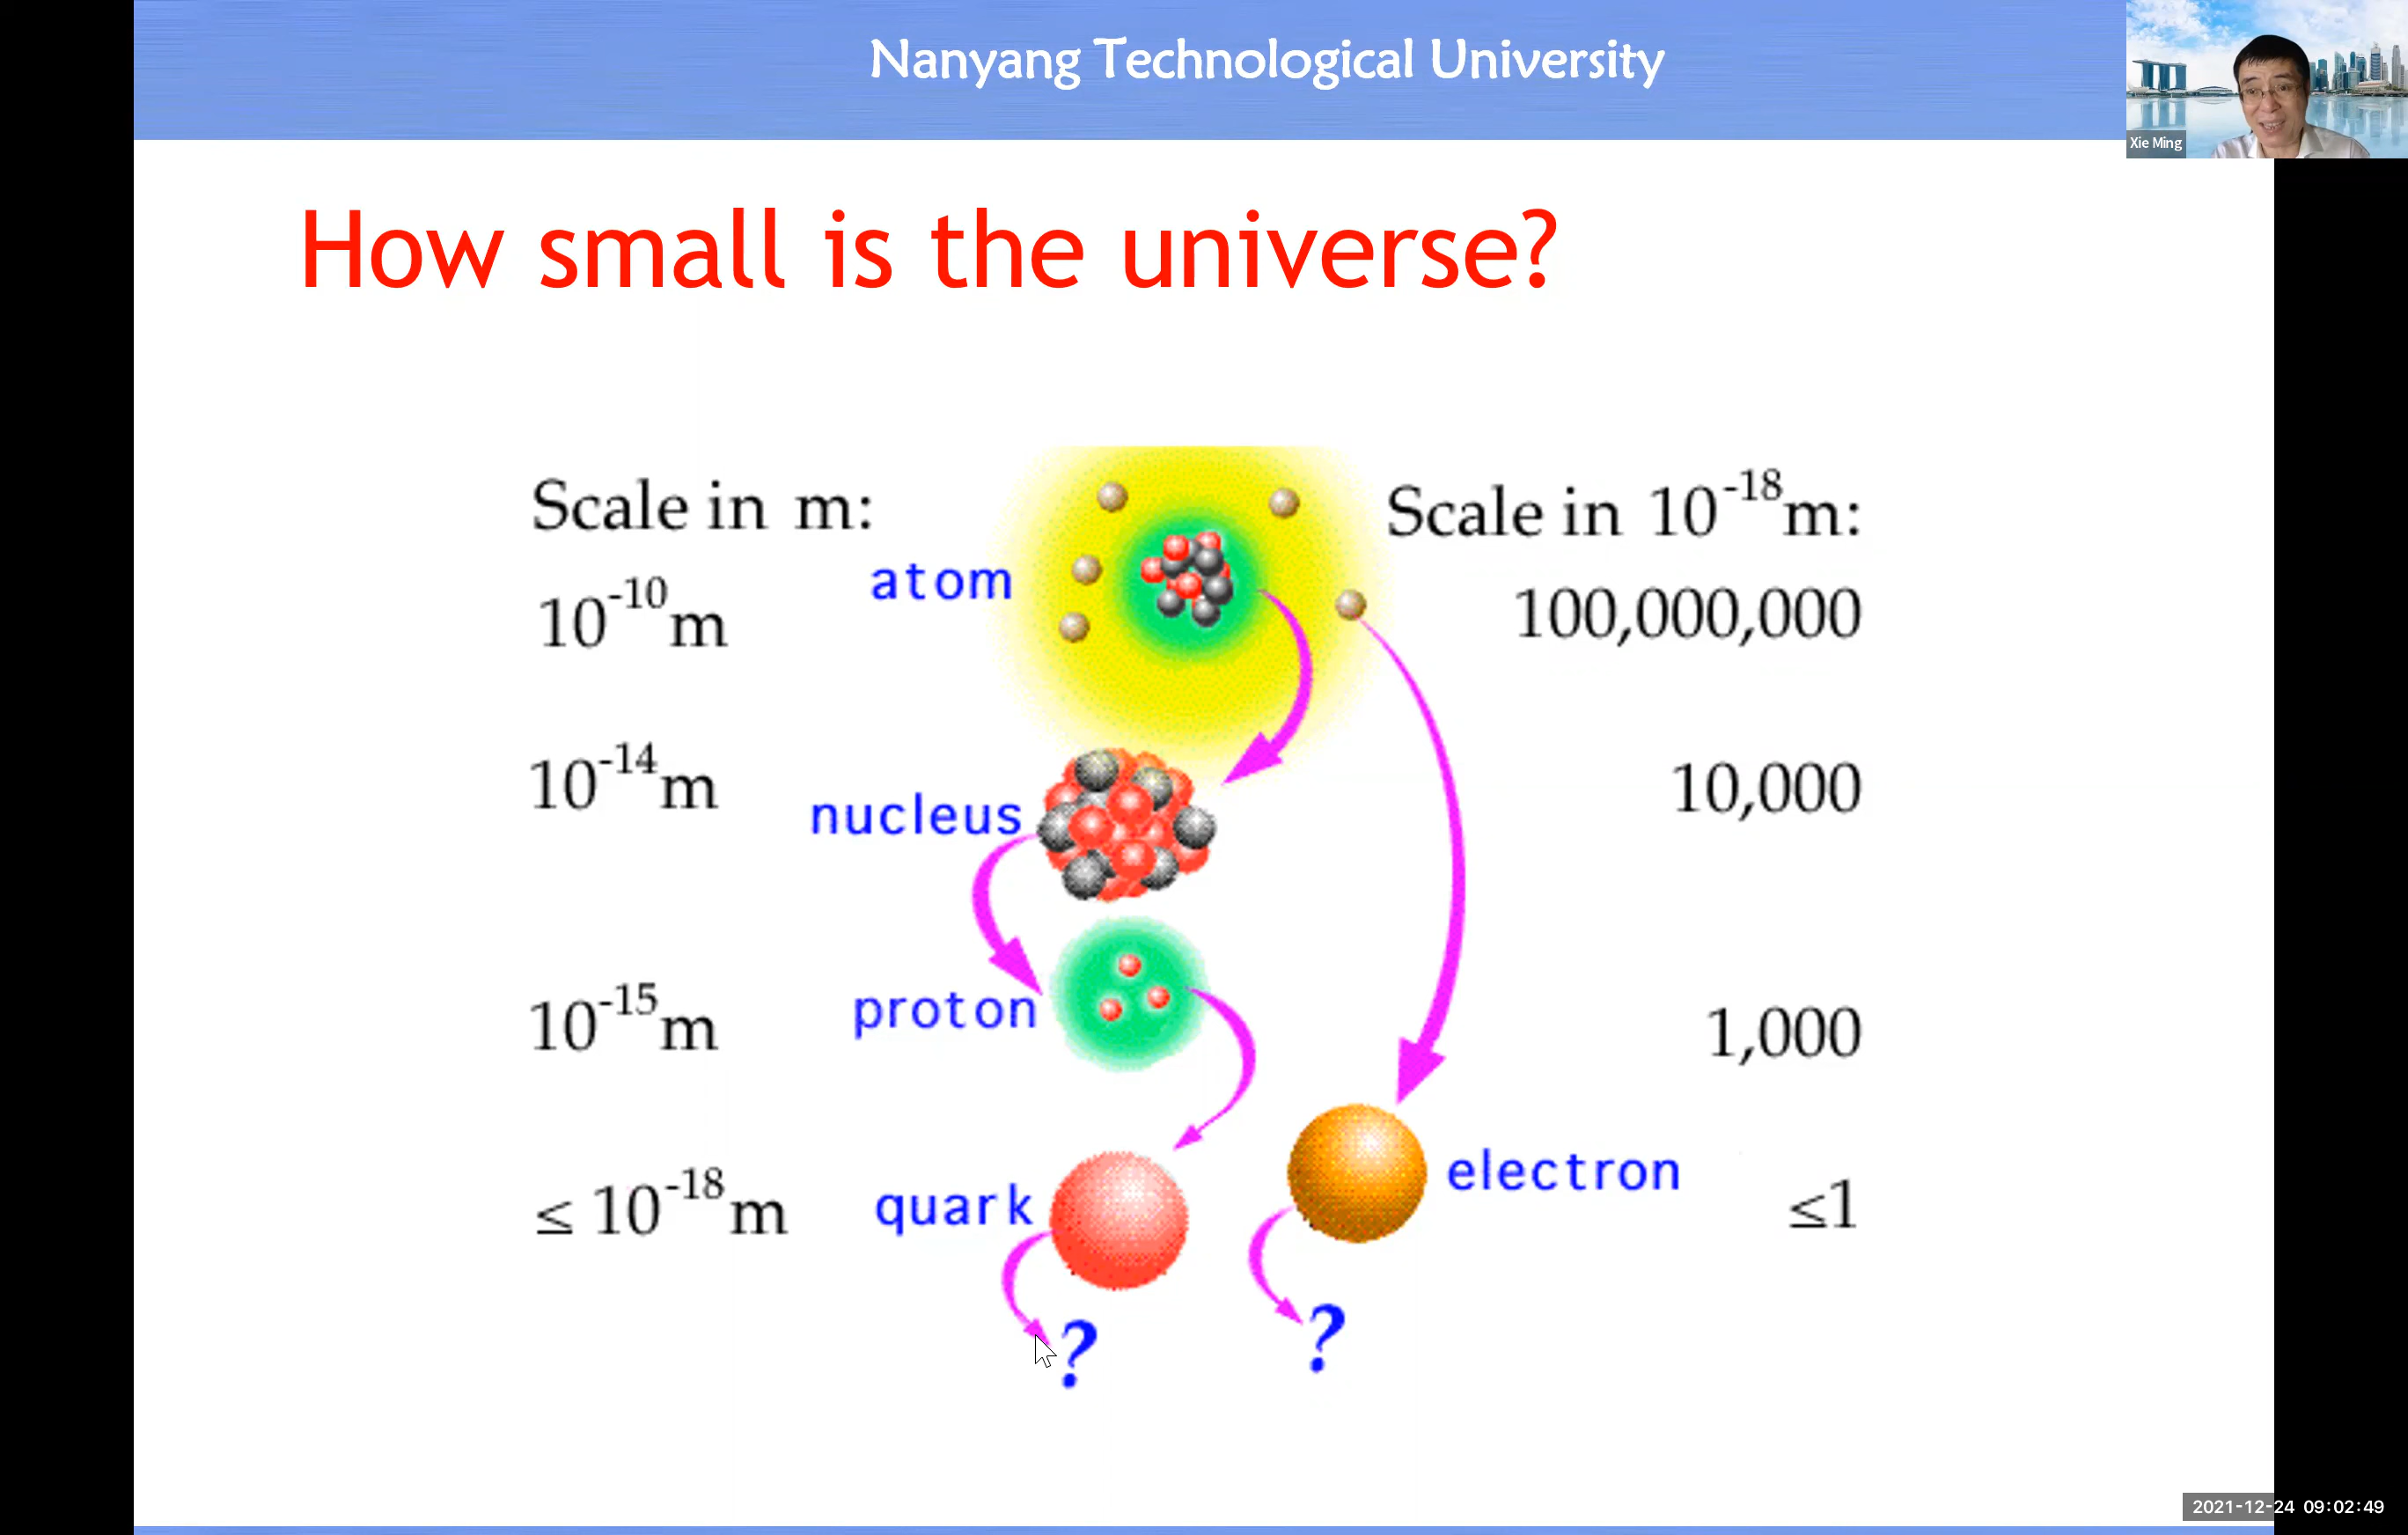 Nanyang Technological University
Xie Ming
How small is the universe?
Scale in m:
Scale in 10⁻¹⁸m:
atom
10⁻¹⁰m
100,000,000
10⁻¹⁴m
10,000
nucleus
proton
10⁻¹⁵m
1,000
electron
≤ 10⁻¹⁸m
quark
≤1
?
?
2021-12-24 09:02:49